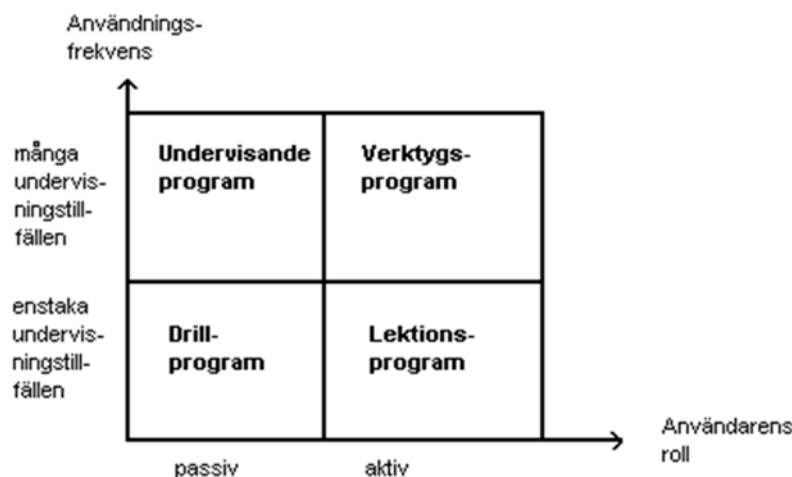 Användnings-
frekvens
många
undervis-
ningstill-
fällen
Undervisande
program
Verktygs-
program
enstaka
undervis-
ningstill-
fällen
Drill-
program
Lektions-
program
Användarens
roll
passiv
aktiv